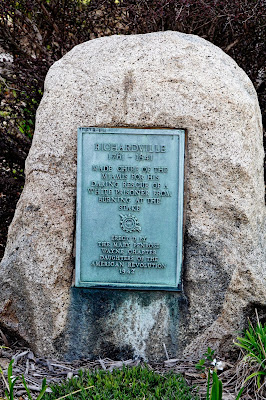 RICHARDVILLE
1761 - 1841
MADE CHIEF OF THE
MIAMIS FOR HIS
DARING RESCUE OF A
WHITE PRISONER FROM
BURNING AT THE
STAKE
ERECTED BY
THE MARY PENROSE
WAYNE CHAPTER
DAUGHTERS OF THE
AMERICAN REVOLUTION